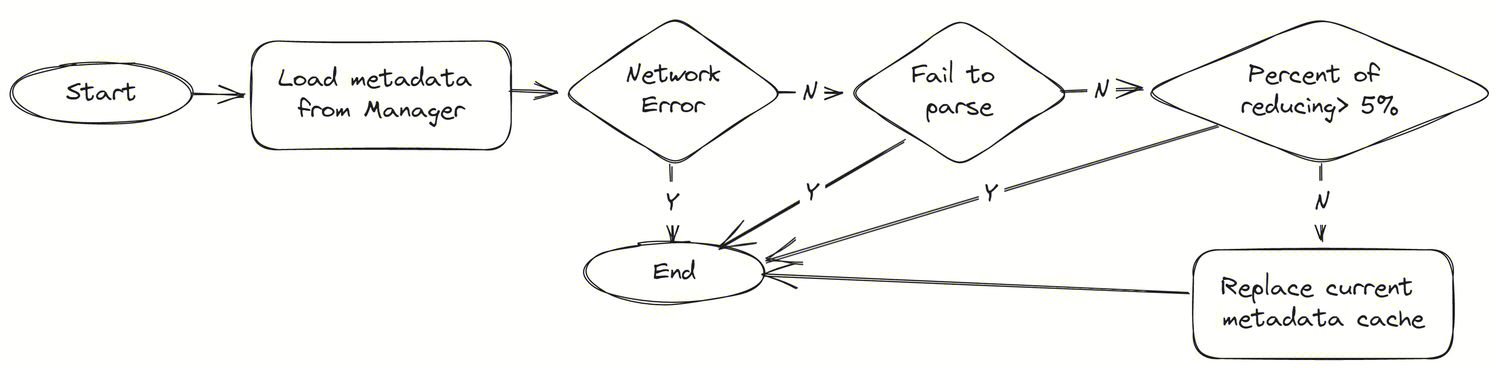 Start
Load metadata
from Manager
Network
Error
N
Fail to
parse
N
Percent of
reducing> 5%
Y
Y
Y
N
End
Replace current
metadata cache